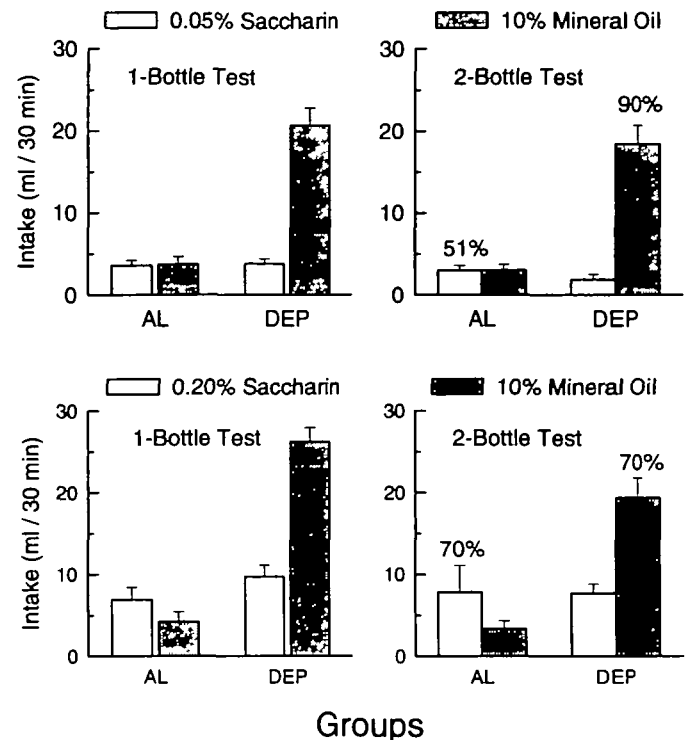 0.05% Saccharin 10% Mineral Oil
Intake (ml / 30 min)
30
20
10
0
1-Bottle Test
AL DEP
30
20
10
0
2-Bottle Test
51%
90%
AL DEP
0.20% Saccharin 10% Mineral Oil
Intake (ml / 30 min)
30
20
10
0
1-Bottle Test
AL DEP
30
20
10
0
2-Bottle Test
70%
70%
AL DEP
Groups